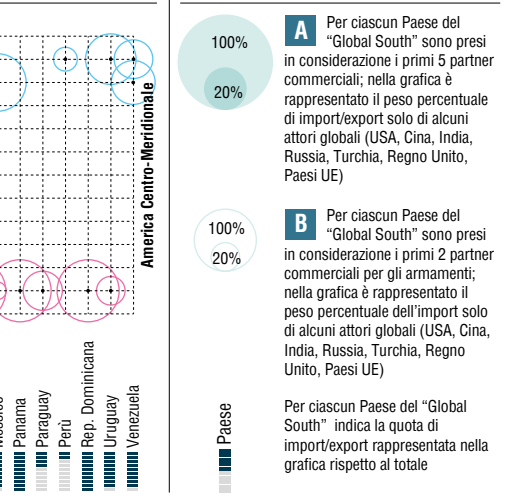 America Centro-Meridionale
Panama
Paraguay
Perù
Rep. Dominicana
Uruguay
Venezuela
100%
20%
A Per ciascun Paese del
“Global South” sono presi
in considerazione i primi 5 partner
commerciali; nella grafica è
rappresentato il peso percentuale
di import/export solo di alcuni
attori globali (USA, Cina, India,
Russia, Turchia, Regno Unito,
Paesi UE)
100%
20%
B Per ciascun Paese del
“Global South” sono presi
in considerazione i primi 2 partner
commerciali per gli armamenti;
nella grafica è rappresentato il
peso percentuale dell’import solo
di alcuni attori globali (USA, Cina,
India, Russia, Turchia, Regno
Unito, Paesi UE)
Paese
Per ciascun Paese del “Global
South” indica la quota di
import/export rappresentata nella
grafica rispetto al totale